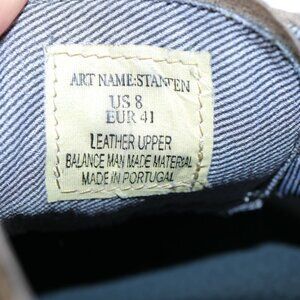 ART NAME:STANTEN
US 8
EUR 41
LEATHER UPPER
BALANCE MAN MADE MATERIAL
MADE IN PORTUGAL